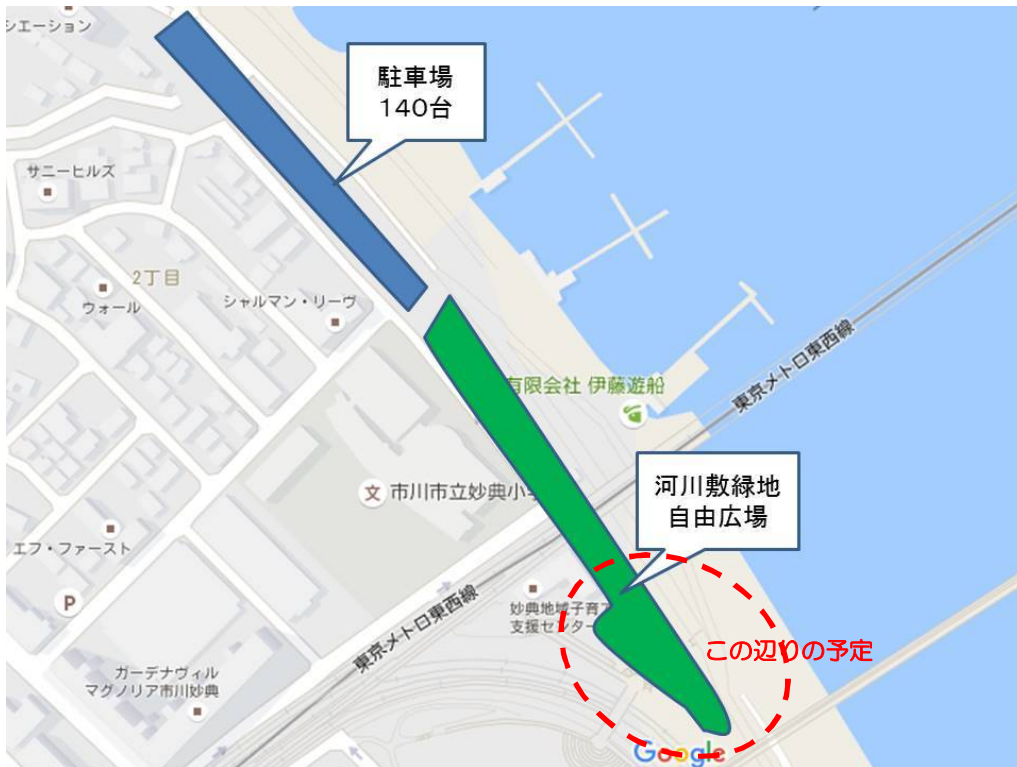 シエーション
駐車場
140台
サニーヒルズ
2丁目
ウォール
シャルマン・リーヴ
東京メトロ東西線
有限会社 伊藤遊船
文 市川市立妙典小
河川敷緑地
自由広場
エフ・ファースト
P
妙典地域子育
支援センター
この辺りの予定
東京メトロ東西線
ガーデナヴィル
マグノリア市川妙典
Google